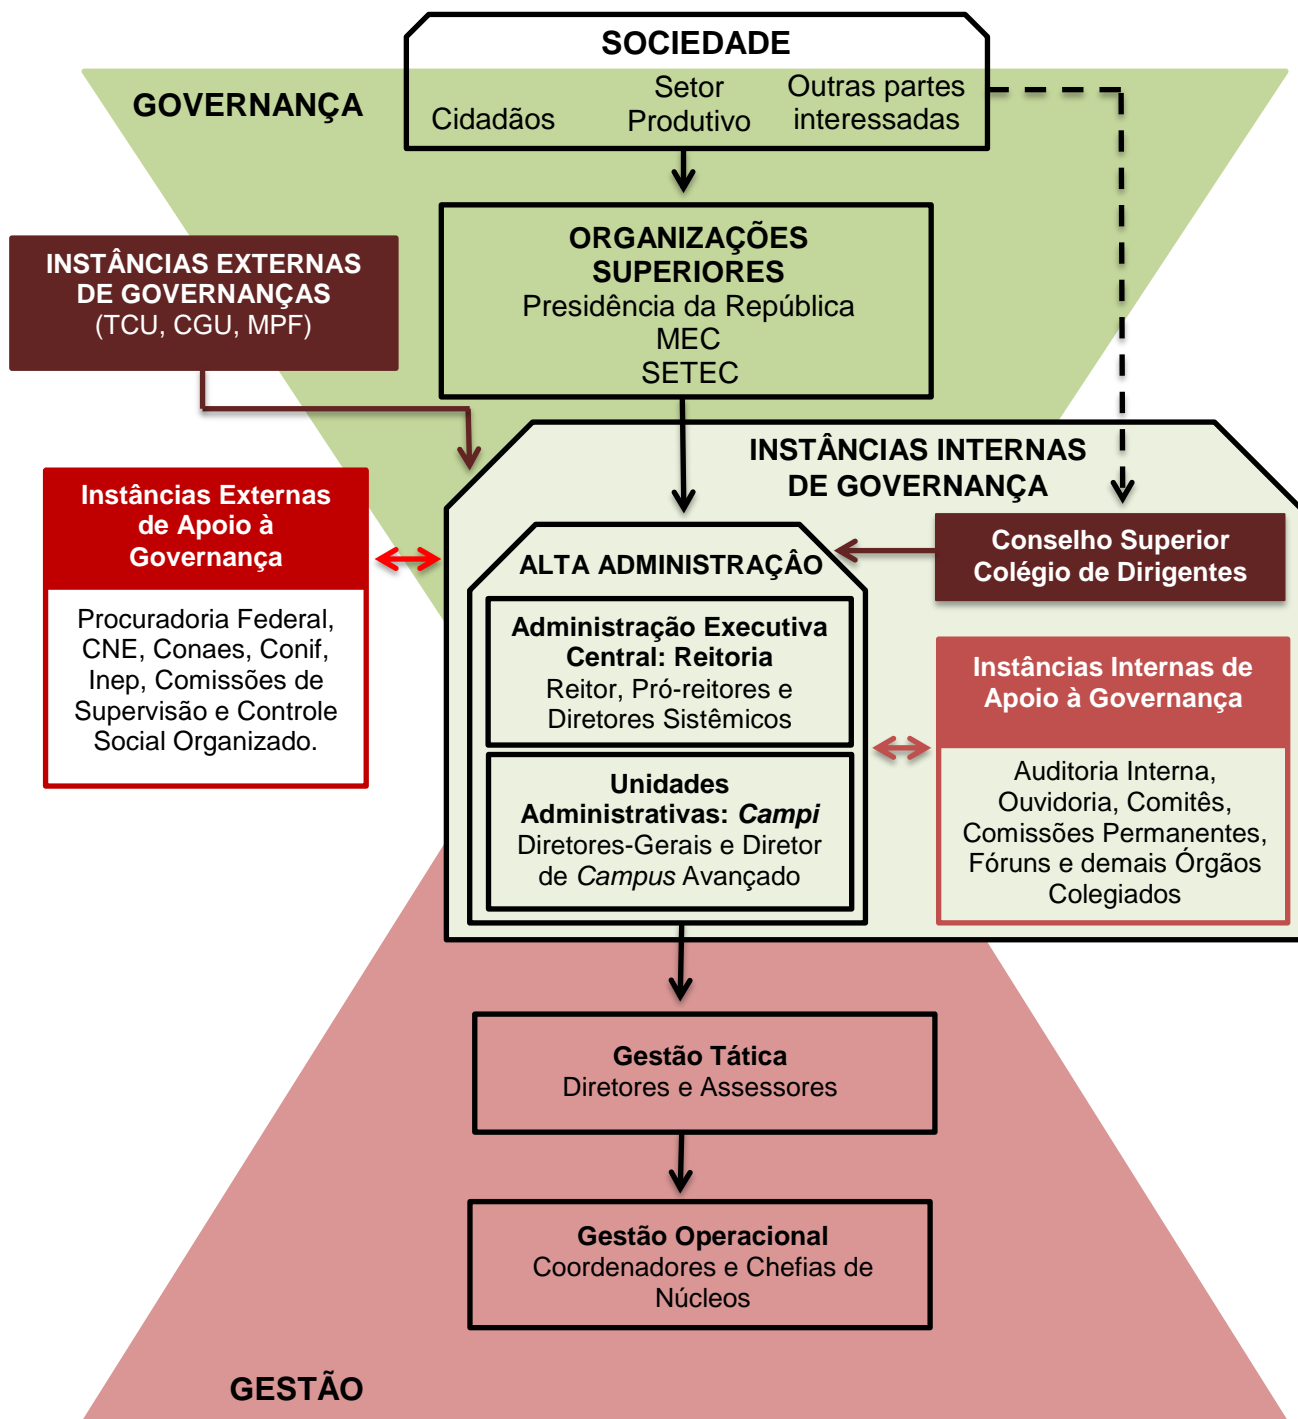 SOCIEDADE
GOVERNANÇA
Cidadãos
Setor
Produtivo
Outras partes
interessadas
ORGANIZAÇÕES
SUPERIORES
Presidência da República
MEC
SETEC
INSTÂNCIAS EXTERNAS
DE GOVERNANÇAS
(TCU, CGU, MPF)
INSTÂNCIAS INTERNAS
DE GOVERNANÇA
Instâncias Externas
de Apoio à
Governança
Procuradoria Federal,
CNE, Conaes, Conif,
Inep, Comissões de
Supervisão e Controle
Social Organizado.
ALTA ADMINISTRAÇÂO
Conselho Superior
Colégio de Dirigentes
Administração Executiva
Central: Reitoria
Reitor, Pró-reitores e
Diretores Sistêmicos
Unidades
Administrativas: Campi
Diretores-Gerais e Diretor
de Campus Avançado
Instâncias Internas de
Apoio à Governança
Auditoria Interna,
Ouvidoria, Comitês,
Comissões Permanentes,
Fóruns e demais Órgãos
Colegiados
Gestão Tática
Diretores e Assessores
Gestão Operacional
Coordenadores e Chefias de
Núcleos
GESTÃO